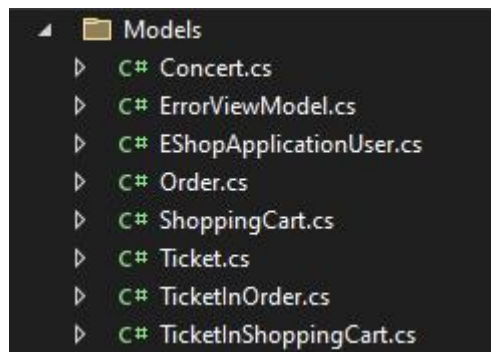 Models
C# Concert.cs
C# ErrorViewModel.cs
C# EShopApplicationUser.cs
C# Order.cs
C# ShoppingCart.cs
C# Ticket.cs
C# TicketInOrder.cs
C# TicketInShoppingCart.cs